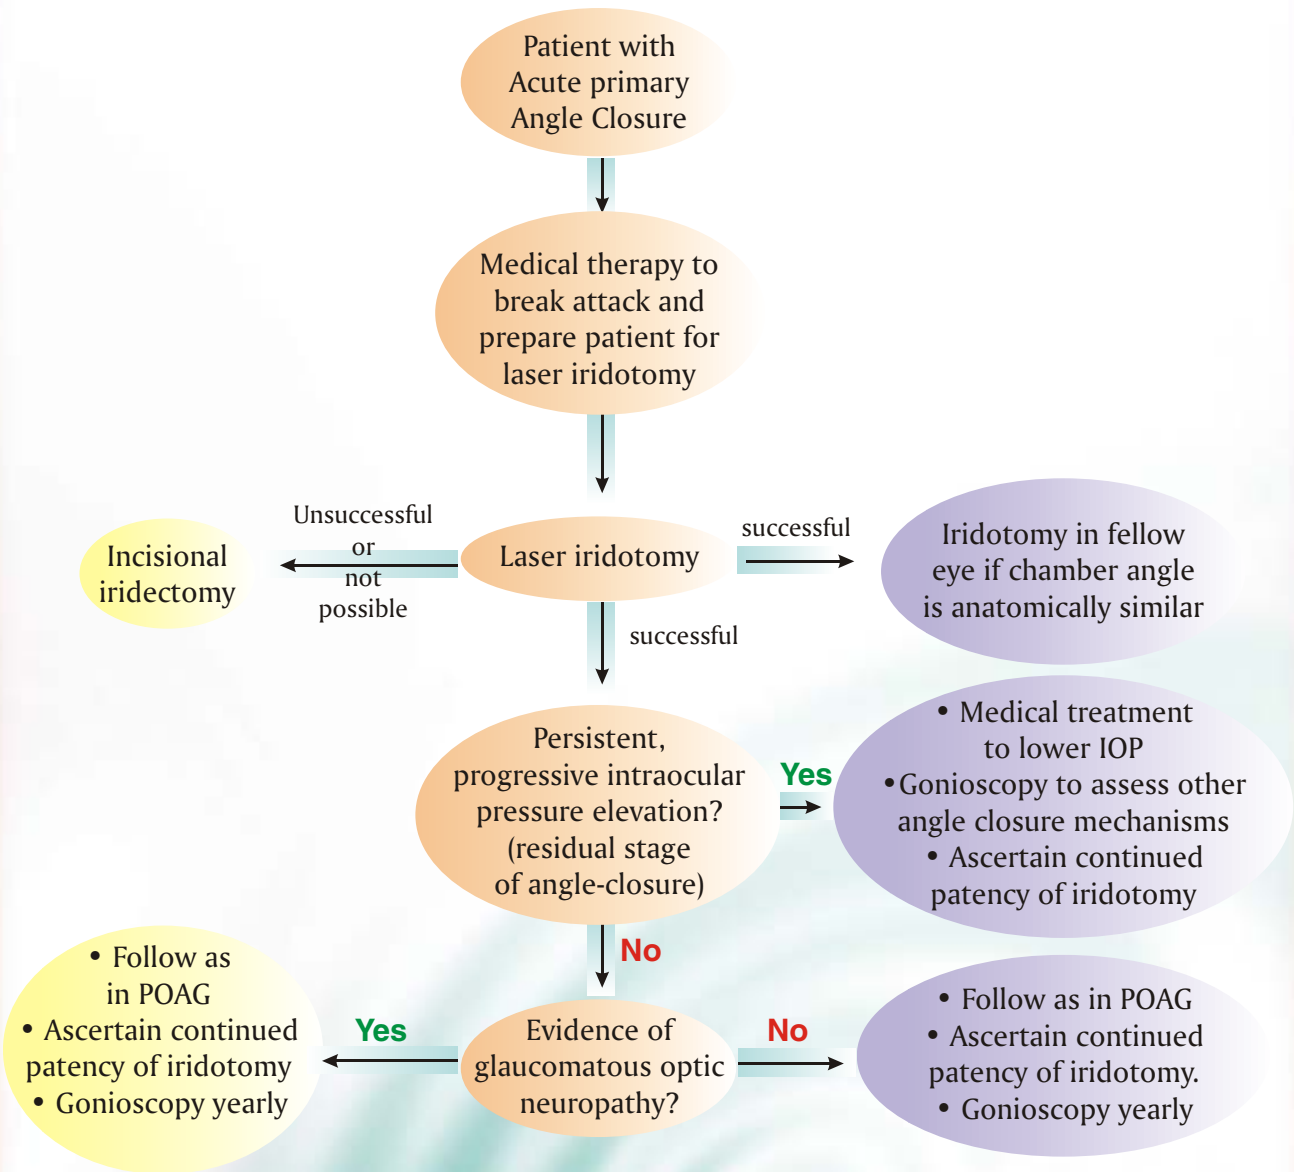 Patient with
Acute primary
Angle Closure
Medical therapy to
break attack and
prepare patient for
laser iridotomy
Unsuccessful
or
not
possible
Incisional
iridectomy
Laser iridotomy
successful
Iridotomy in fellow
eye if chamber angle
is anatomically similar
successful
Persistent,
progressive intraocular
pressure elevation?
(residual stage
of angle-closure)
Yes
• Medical treatment
to lower IOP
•Gonioscopy to assess other
angle closure mechanisms
• Ascertain continued
patency of iridotomy
No
• Follow as
in POAG
• Ascertain continued
patency of iridotomy
• Gonioscopy yearly
Yes
Evidence of
glaucomatous optic
neuropathy?
No
• Follow as in POAG
• Ascertain continued
patency of iridotomy.
• Gonioscopy yearly